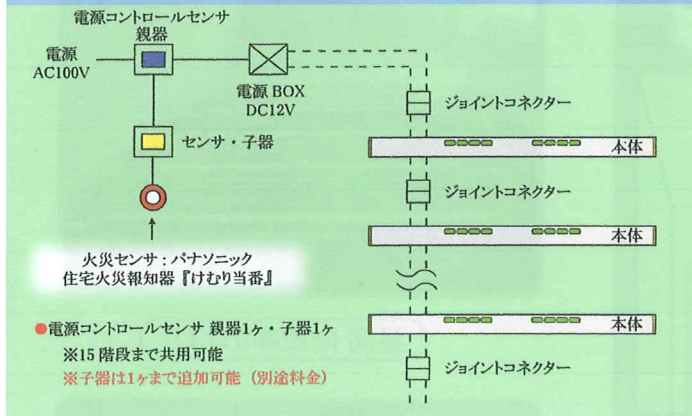 電源コントロールセンサ
親器
電源
AC100V
電源 BOX
DC12V
ジョイントコネクター
センサ・子器
本体
ジョイントコネクター
本体
火災センサ：パナソニック
住宅火災報知器『けむり当番』
本体
●電源コントロールセンサ 親器1ヶ・子器1ヶ
※15 階段まで共用可能
※子器は1ヶまで追加可能（別途料金）
ジョイントコネクター